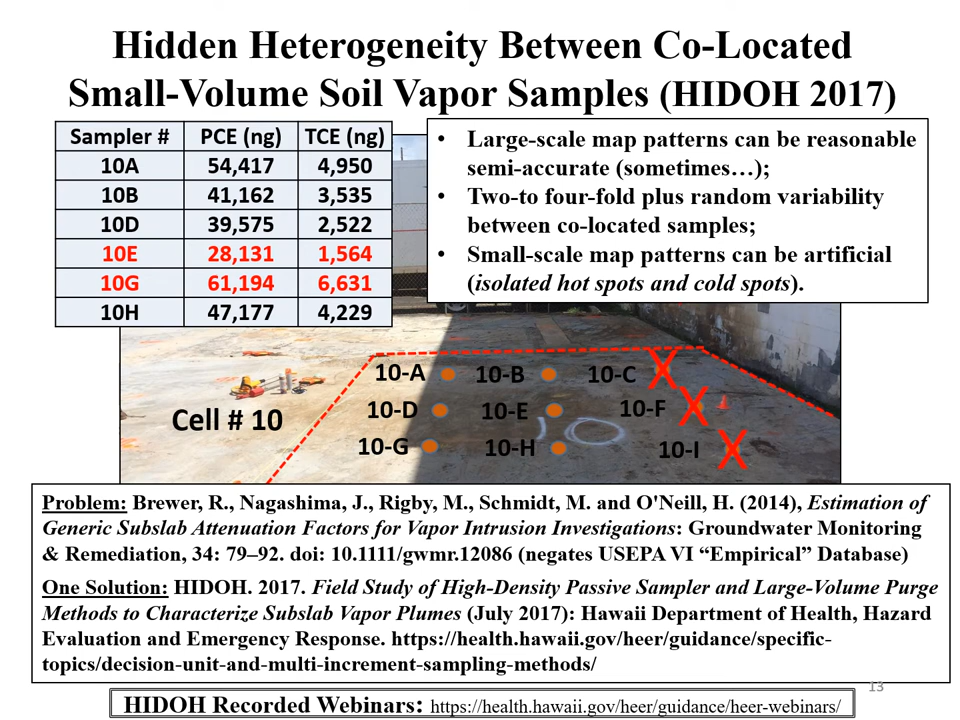 Hidden Heterogeneity Between Co-Located
Small-Volume Soil Vapor Samples (HIDOH 2017)
Sampler # PCE (ng) TCE (ng)
10A 54,417 4,950
10B 41,162 3,535
10D 39,575 2,522
10E 28,131 1,564
10G 61,194 6,631
10H 47,177 4,229
• Large-scale map patterns can be reasonable
semi-accurate (sometimes…);
• Two-to four-fold plus random variability
between co-located samples;
• Small-scale map patterns can be artificial
(isolated hot spots and cold spots).
10-A 10-B 10-C X
10-D 10-E 10-F X
Cell # 10
10
10-G 10-H 10-I X
Problem: Brewer, R., Nagashima, J., Rigby, M., Schmidt, M. and O'Neill, H. (2014), Estimation of
Generic Subslab Attenuation Factors for Vapor Intrusion Investigations: Groundwater Monitoring
& Remediation, 34: 79–92. doi: 10.1111/gwmr.12086 (negates USEPA VI “Empirical” Database)
One Solution: HIDOH. 2017. Field Study of High-Density Passive Sampler and Large-Volume Purge
Methods to Characterize Subslab Vapor Plumes (July 2017): Hawaii Department of Health, Hazard
Evaluation and Emergency Response. https://health.hawaii.gov/heer/guidance/specific-
topics/decision-unit-and-multi-increment-sampling-methods/
13
HIDOH Recorded Webinars: https://health.hawaii.gov/heer/guidance/heer-webinars/